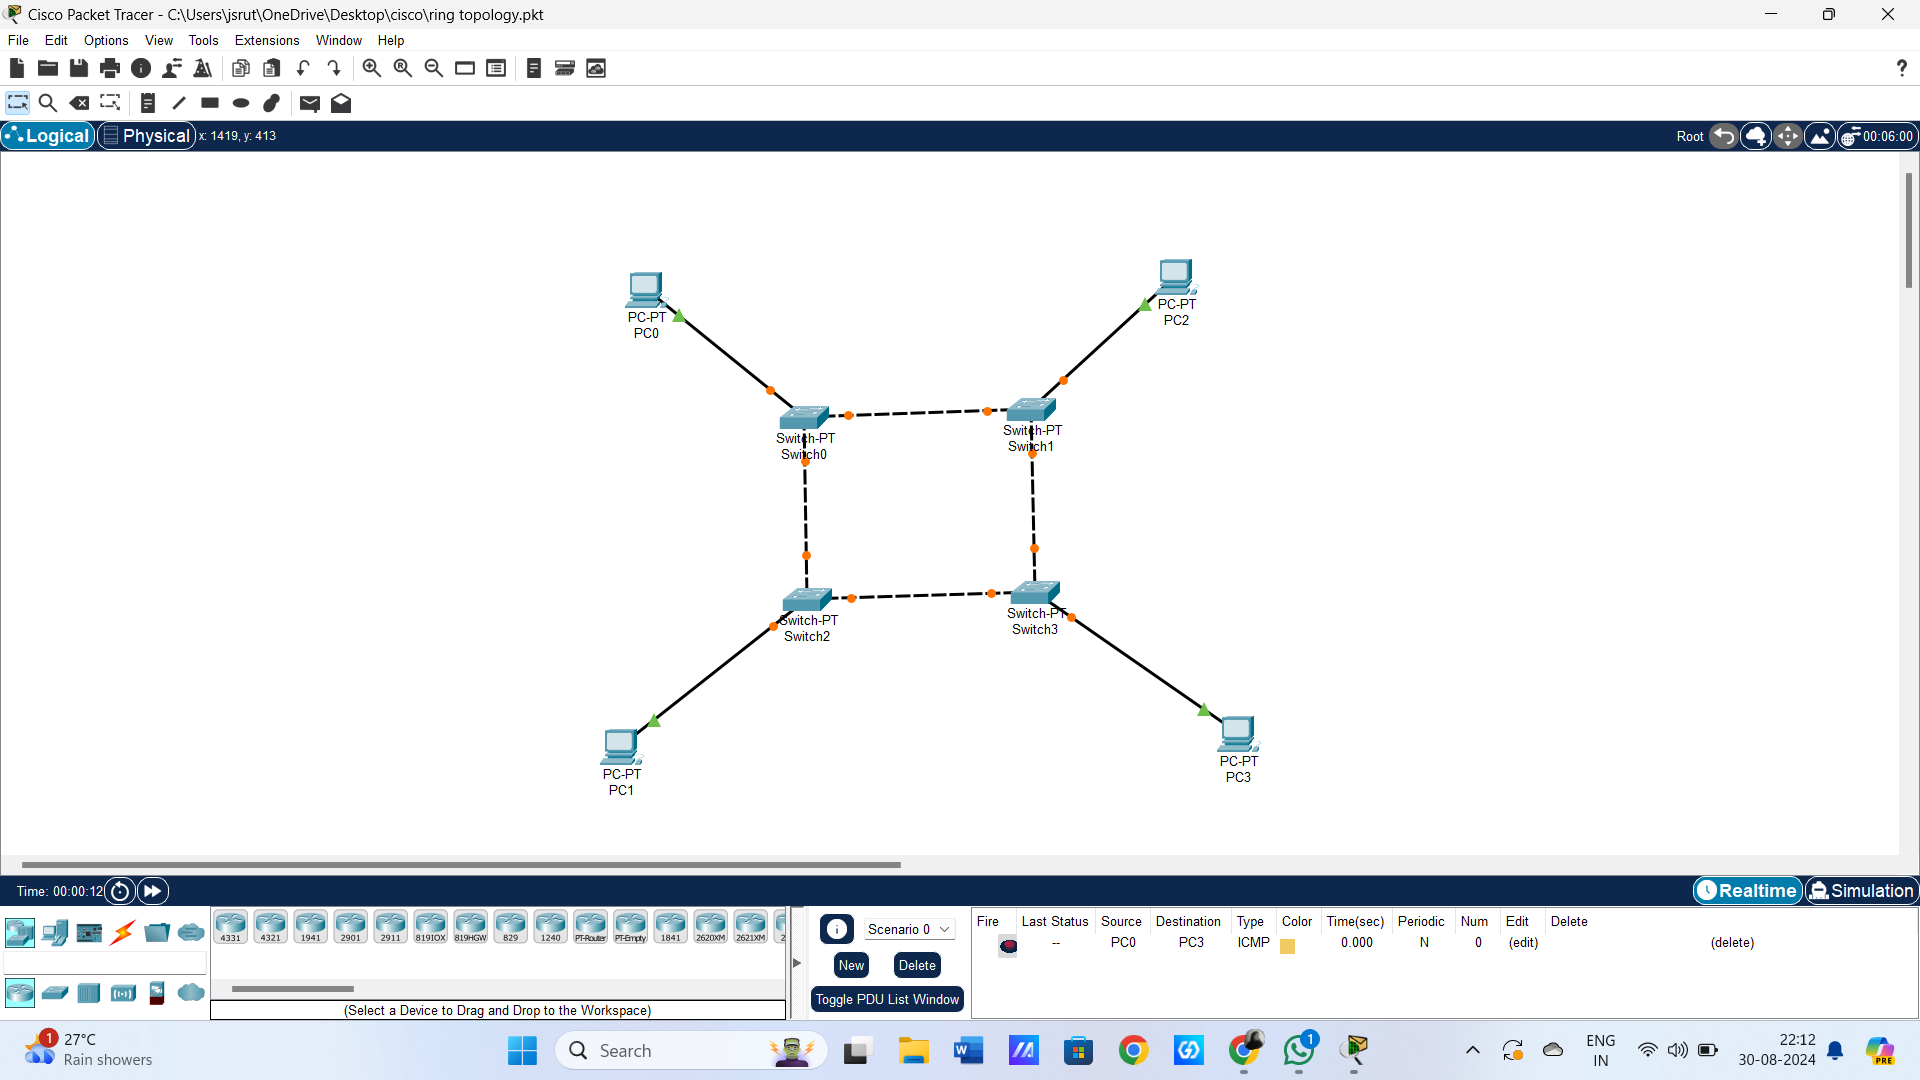 Cisco Packet Tracer - C:\Users\jsrut\OneDrive\Desktop\cisco\ring topology.pkt
File Edit Options View Tools Extensions Window Help
?
Logical Physical x: 1419, y: 413 Root 00:06:00
PC-PT
PC0
PC-PT
PC2
Switch-PT
Switch0
Switch-PT
Switch1
Switch-PT
Switch2
Switch-PT
Switch3
PC-PT
PC1
PC-PT
PC3
Time: 00:00:12 Realtime Simulation
4331 4321 1941 2901 2911 819IOX 819HGW 829 1240 PT-Router PT-Empty 1841 2620XM 2621XM 2
(Select a Device to Drag and Drop to the Workspace)
Scenario 0
New Delete
Toggle PDU List Window
Fire Last Status Source Destination Type Color Time(sec) Periodic Num Edit Delete
-- PC0 PC3 ICMP 0.000 N 0 (edit) (delete)
1 27°C
Rain showers
Search
1
ENG
IN
22:12
30-08-2024
PRE